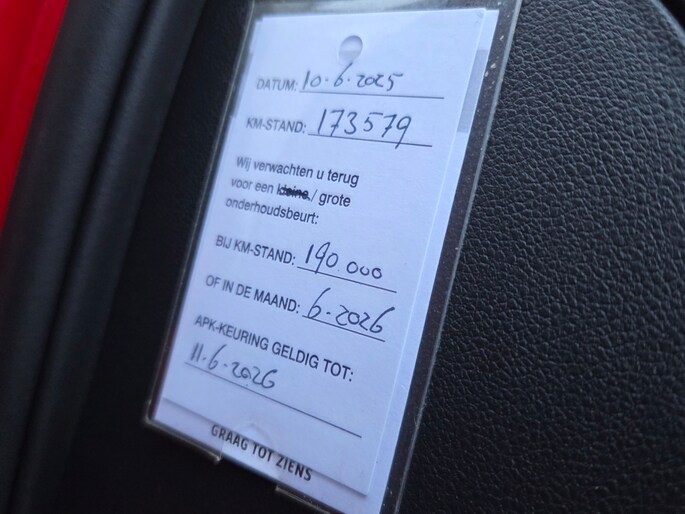 DATUM: 10-6-2025
KM-STAND: 173579
Wij verwachten u terug
voor een kleine / grote
onderhoudsbeurt:
BIJ KM-STAND: 190.000
OF IN DE MAAND: 6-2026
APK-KEURING GELDIG TOT:
11-6-2026
GRAAG TOT ZIENS